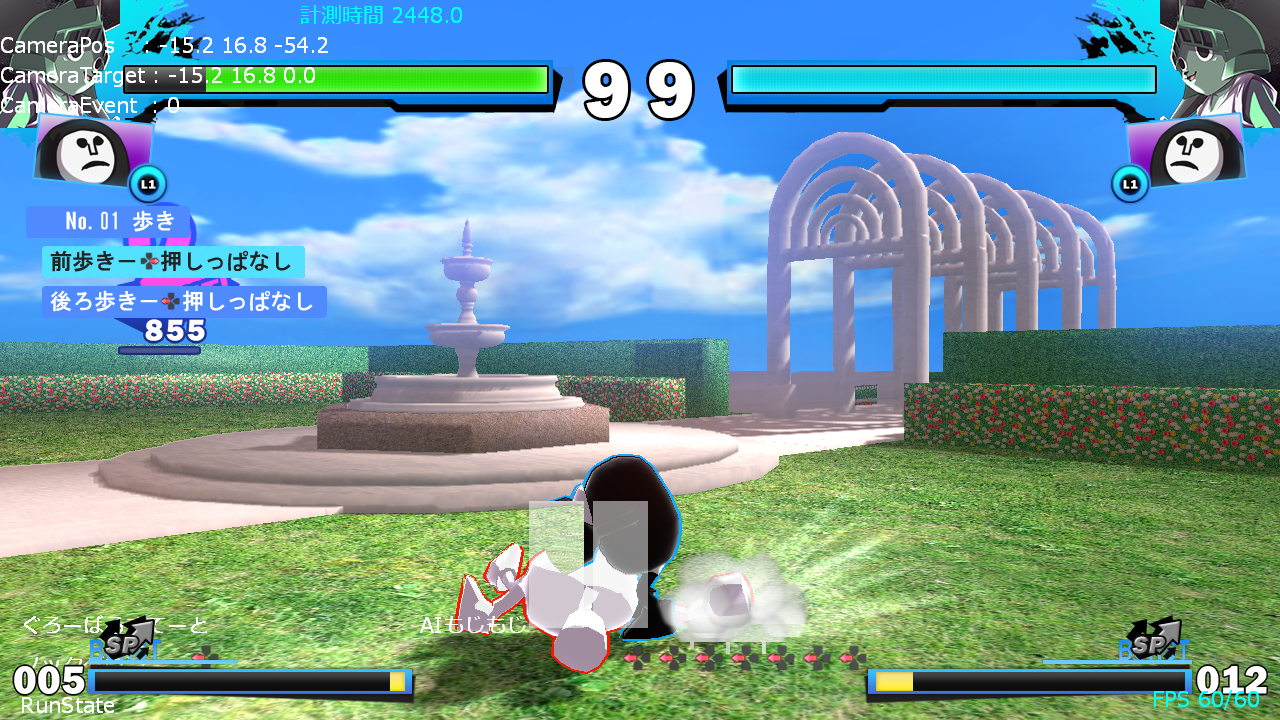 計測時間 2448.0
CameraPos : -15.2 16.8 -54.2
CameraTarget : -15.2 16.8 0.0
CameraEvent : 0
99
L1
L1
No.01 歩き
前歩きー押しっぱなし
後ろ歩きー押しっぱなし
855
AIもじもじ
SP
SP
005
012
RunState
FPS 60/60